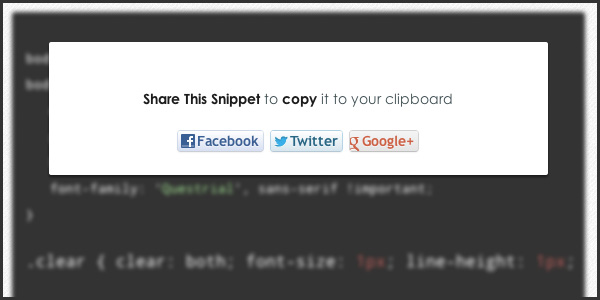 bod
bod
Share This Snippet to copy it to your clipboard
Facebook Twitter Google+
font-family: 'Questrial', sans-serif !important;
}
.clear { clear: both; font-size: 1px; line-height: 1px;